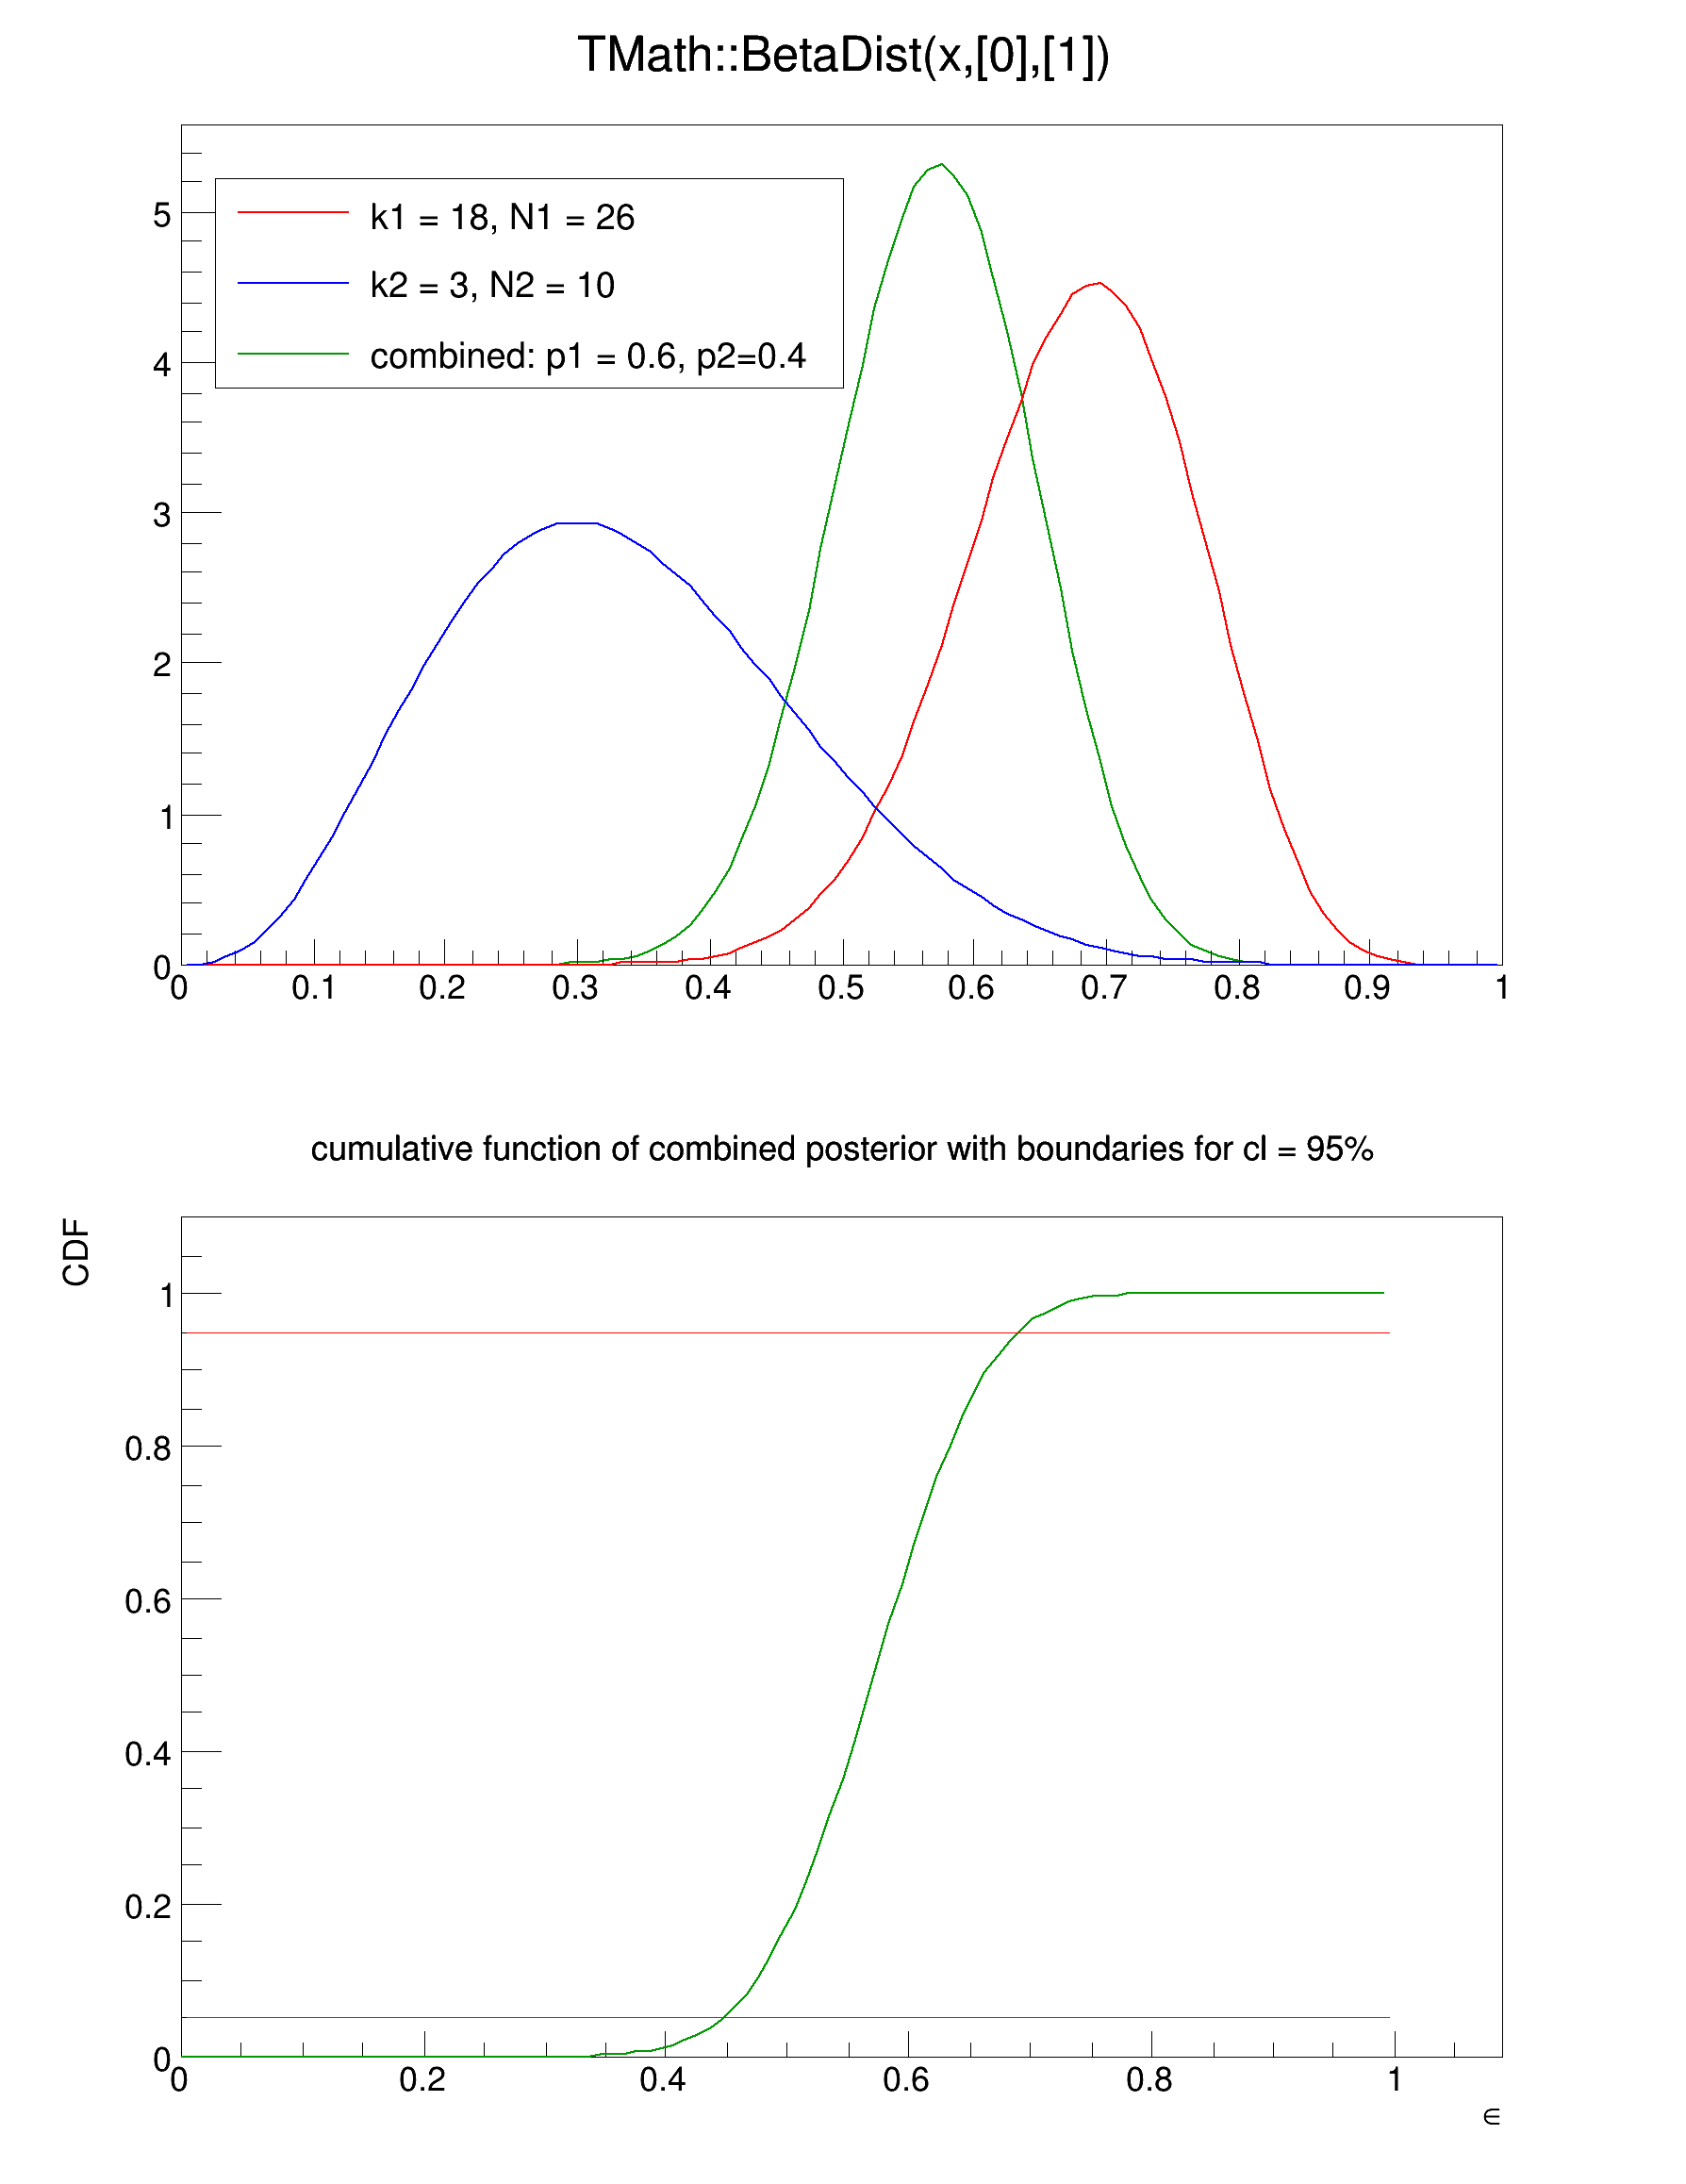 TMath::BetaDist(x,[0],[1])
k1 = 18, N1 = 26
k2 = 3, N2 = 10
combined: p1 = 0.6, p2=0.4
5
4
3
2
1
0
0 0.1 0.2 0.3 0.4 0.5 0.6 0.7 0.8 0.9 1
cumulative function of combined posterior with boundaries for cl = 95%
CDF
1
0.8
0.6
0.4
0.2
0
0 0.2 0.4 0.6 0.8 1
∈